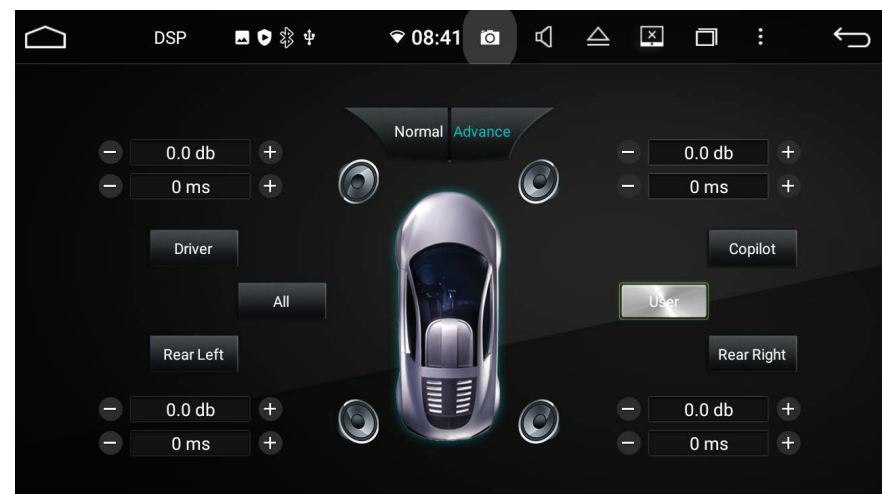 DSP 08:41
Normal Advance
0.0 db 0.0 db
0 ms 0 ms
Driver Copilot
All User
Rear Left Rear Right
0.0 db 0.0 db
0 ms 0 ms